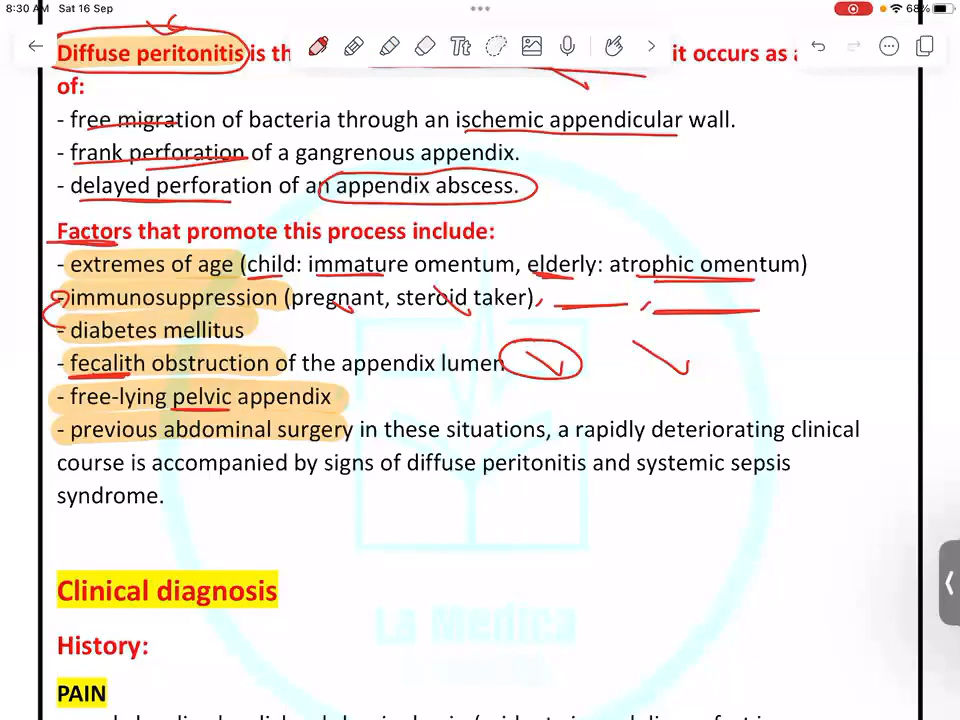 8:30 AM Sat 16 Sep 68%
Diffuse peritonitis is th it occurs as a
of:
- free migration of bacteria through an ischemic appendicular wall.
- frank perforation of a gangrenous appendix.
- delayed perforation of an appendix abscess.
Factors that promote this process include:
- extremes of age (child: immature omentum, elderly: atrophic omentum)
- immunosuppression (pregnant, steroid taker)
- diabetes mellitus
- fecalith obstruction of the appendix lumen
- free-lying pelvic appendix
- previous abdominal surgery in these situations, a rapidly deteriorating clinical
course is accompanied by signs of diffuse peritonitis and systemic sepsis
syndrome.
Clinical diagnosis
La Medica
History:
PAIN